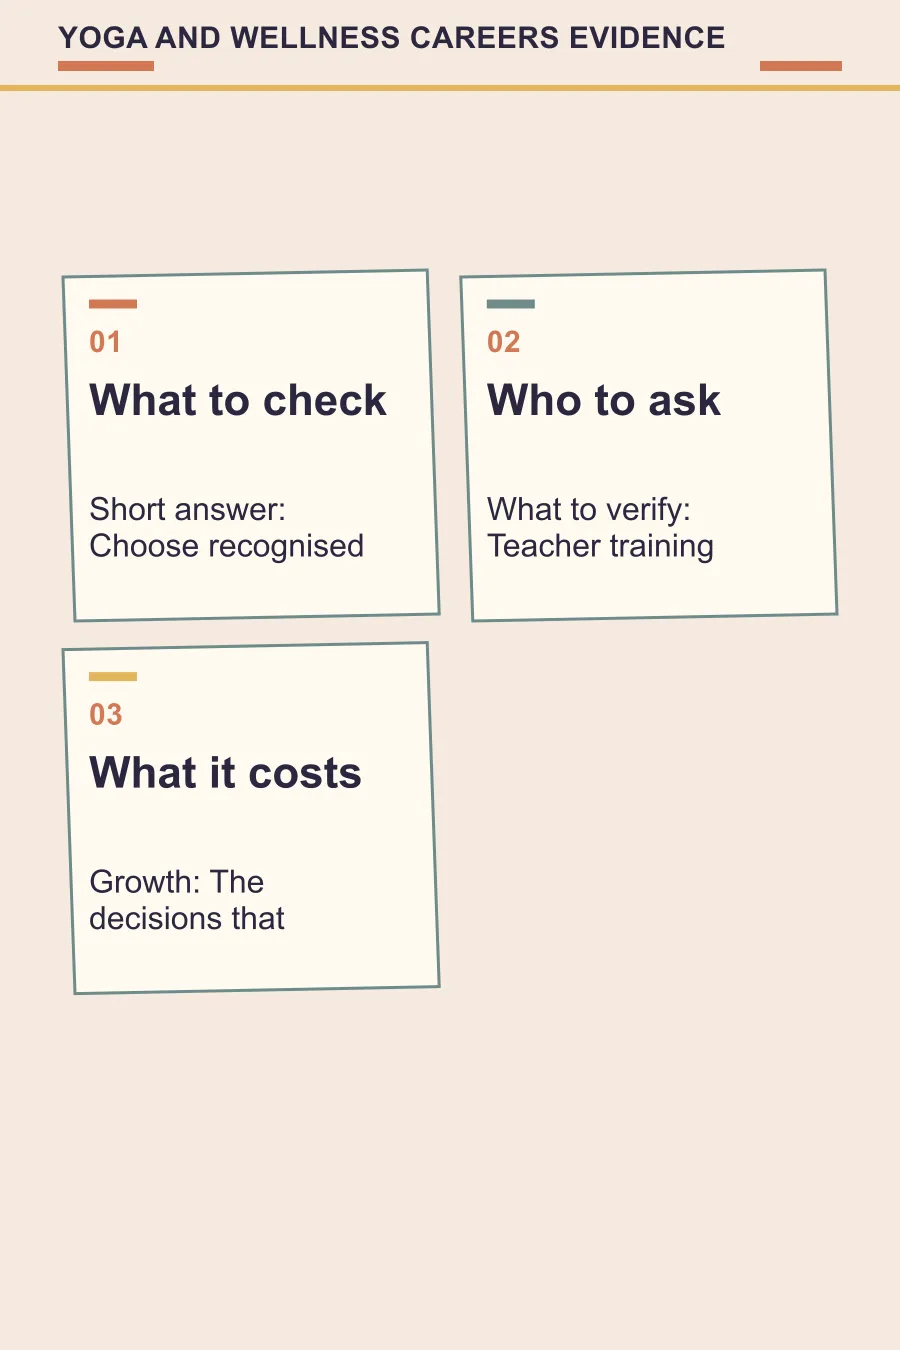 YOGA AND WELLNESS CAREERS EVIDENCE
01
What to check
Short answer:
Choose recognised
02
Who to ask
What to verify:
Teacher training
03
What it costs
Growth: The
decisions that